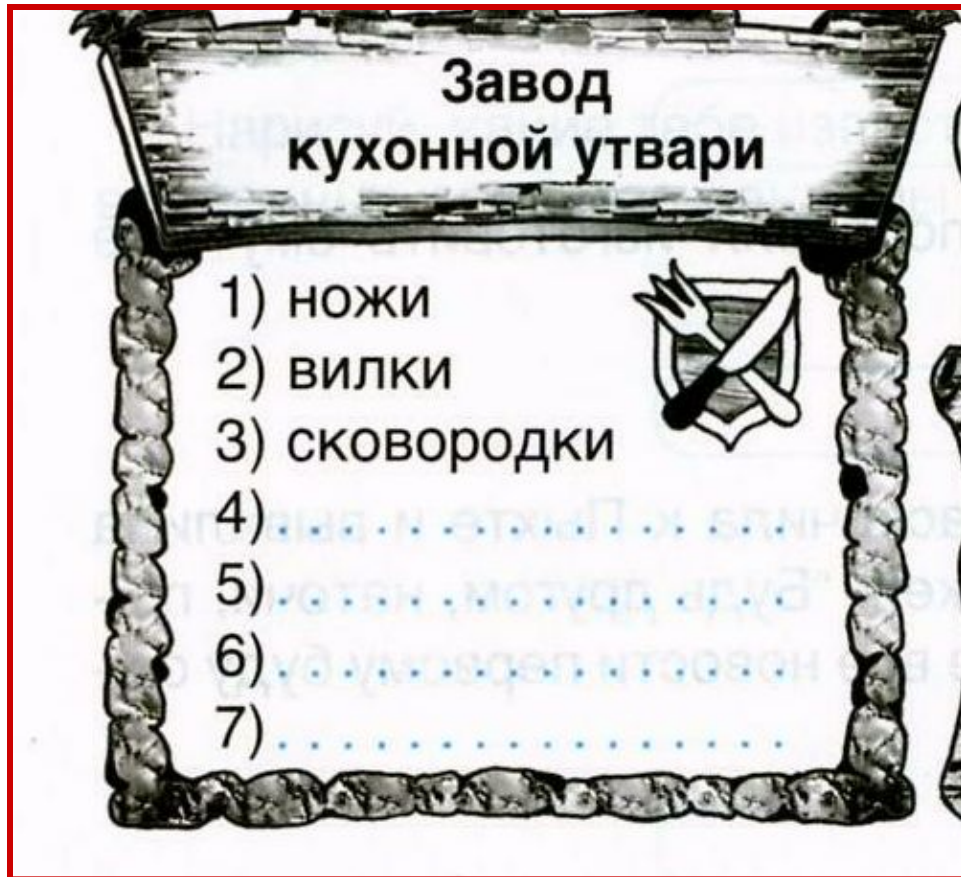 Завод
кухонной утвари
1) ножи
2) вилки
3) сковородки
4) . . . . . . . . . . . . . . . . .
5) . . . . . . . . . . . . . . . . .
6) . . . . . . . . . . . . . . . . .
7) . . . . . . . . . . . . . . . . .